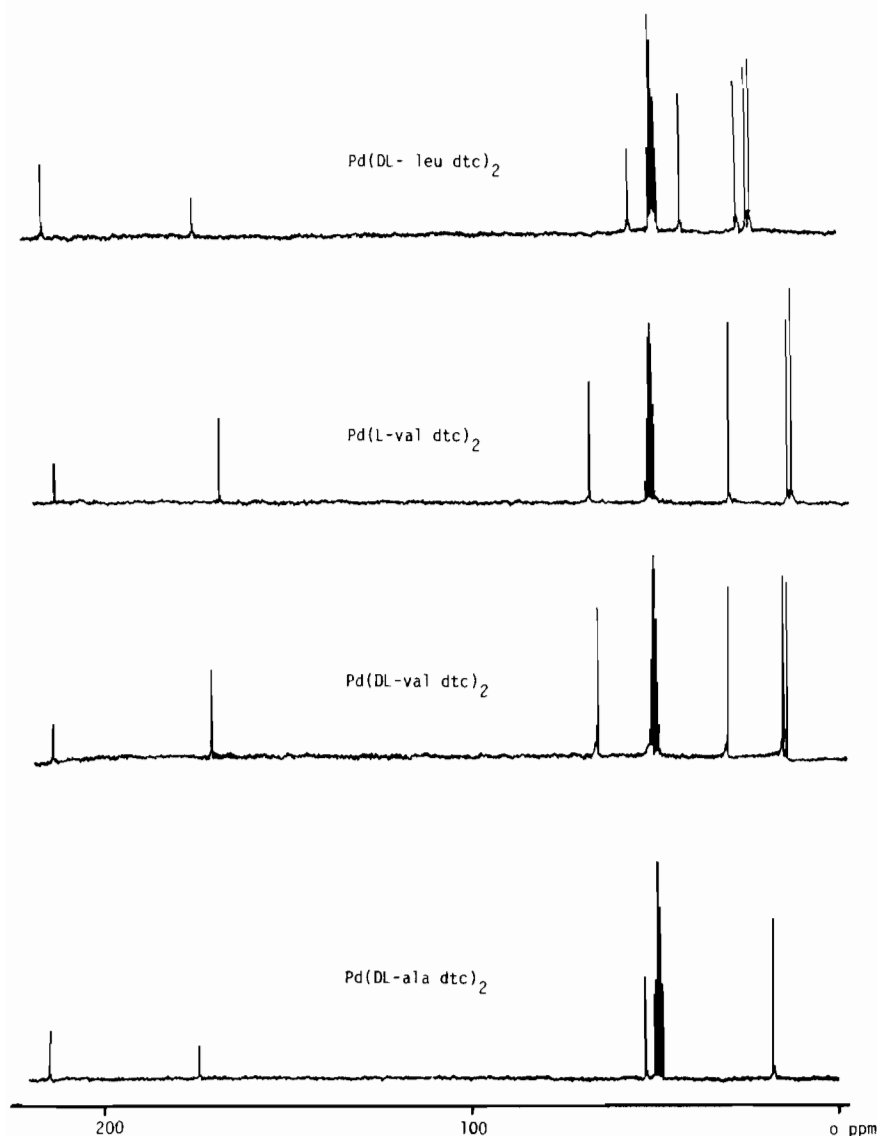 Pd(DL- leu dtc)2
Pd(L-val dtc)2
Pd(DL-val dtc)2
Pd(DL-ala dtc)2
200 100 o ppm